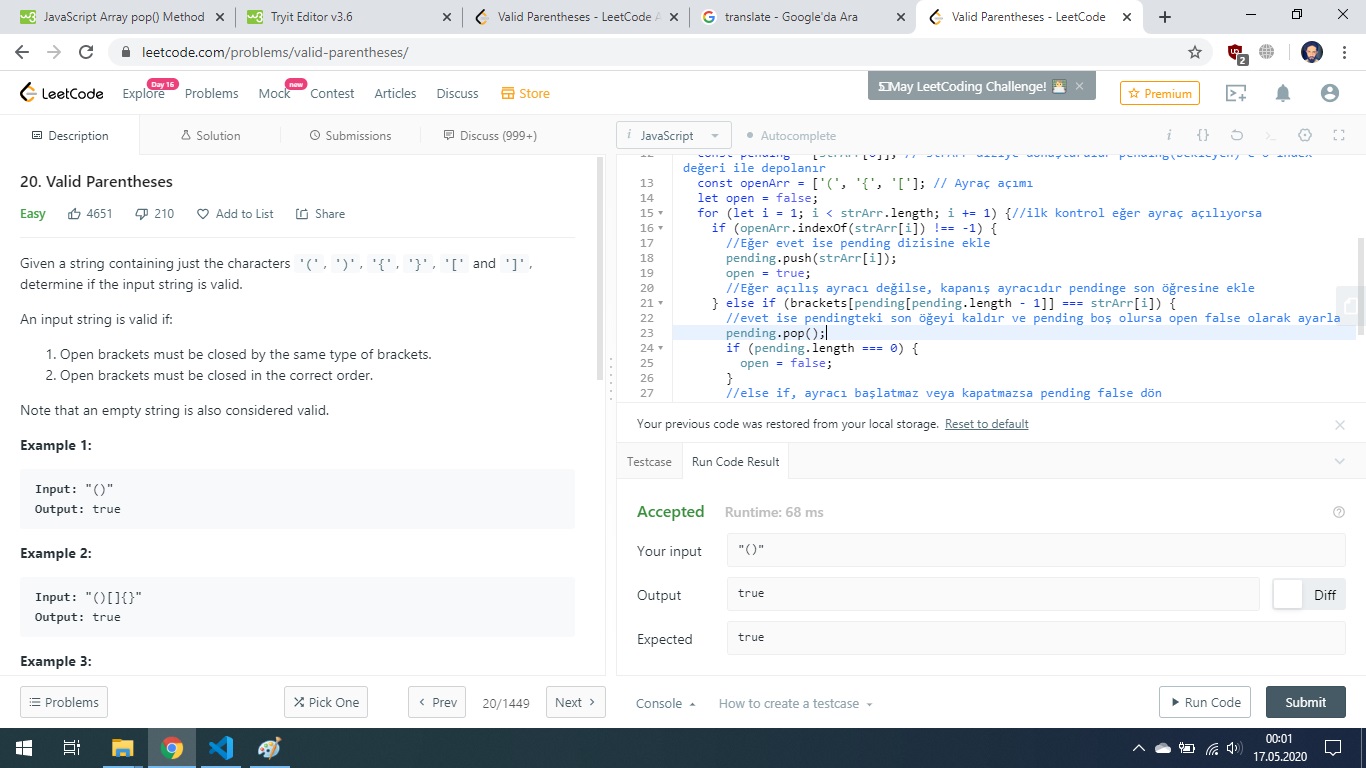 JavaScript Array pop() Method
Tryit Editor v3.6
Valid Parentheses - LeetCode A
translate - Google'da Ara
Valid Parentheses - LeetCode
leetcode.com/problems/valid-parentheses/
2
LeetCode
Explore
Day 16
Problems
Mock
new
Contest
Articles
Discuss
Store
May LeetCoding Challenge!
Premium
Description
Solution
Submissions
Discuss (999+)
i JavaScript
Autocomplete
20. Valid Parentheses
Easy
4651
210
Add to List
Share
Given a string containing just the characters '(', ')', '{', '}', '[' and ']',
determine if the input string is valid.
An input string is valid if:
1. Open brackets must be closed by the same type of brackets.
2. Open brackets must be closed in the correct order.
Note that an empty string is also considered valid.
Example 1:
Input: "()"
Output: true
Example 2:
Input: "()[]{}"
Output: true
Example 3:
Problems
Pick One
Prev
20/1449
Next
12 const pending = [strArr[0]]; // strArr diziye dönüştürülür pending(bekleyen) e 0 index
değeri ile depolanır
13 const openArr = ['(', '{', '[']; // Ayraç açımı
14 let open = false;
15 for (let i = 1; i < strArr.length; i += 1) {//ilk kontrol eğer ayraç açılıyorsa
16 if (openArr.indexOf(strArr[i]) !== -1) {
17 //Eğer evet ise pending dizisine ekle
18 pending.push(strArr[i]);
19 open = true;
20 //Eğer açılış ayracı değilse, kapanış ayracıdır pendinge son öğresine ekle
21 } else if (brackets[pending[pending.length - 1]] === strArr[i]) {
22 //evet ise pendingteki son öğeyi kaldır ve pending boş olursa open false olarak ayarla
23 pending.pop();
24 if (pending.length === 0) {
25 open = false;
26 }
27 //else if, ayracı başlatmaz veya kapatmazsa pending false dön
Your previous code was restored from your local storage. Reset to default
Testcase
Run Code Result
Accepted
Runtime: 68 ms
Your input
"()"
Output
true
Diff
Expected
true
Console
How to create a testcase
Run Code
Submit
00:01
17.05.2020